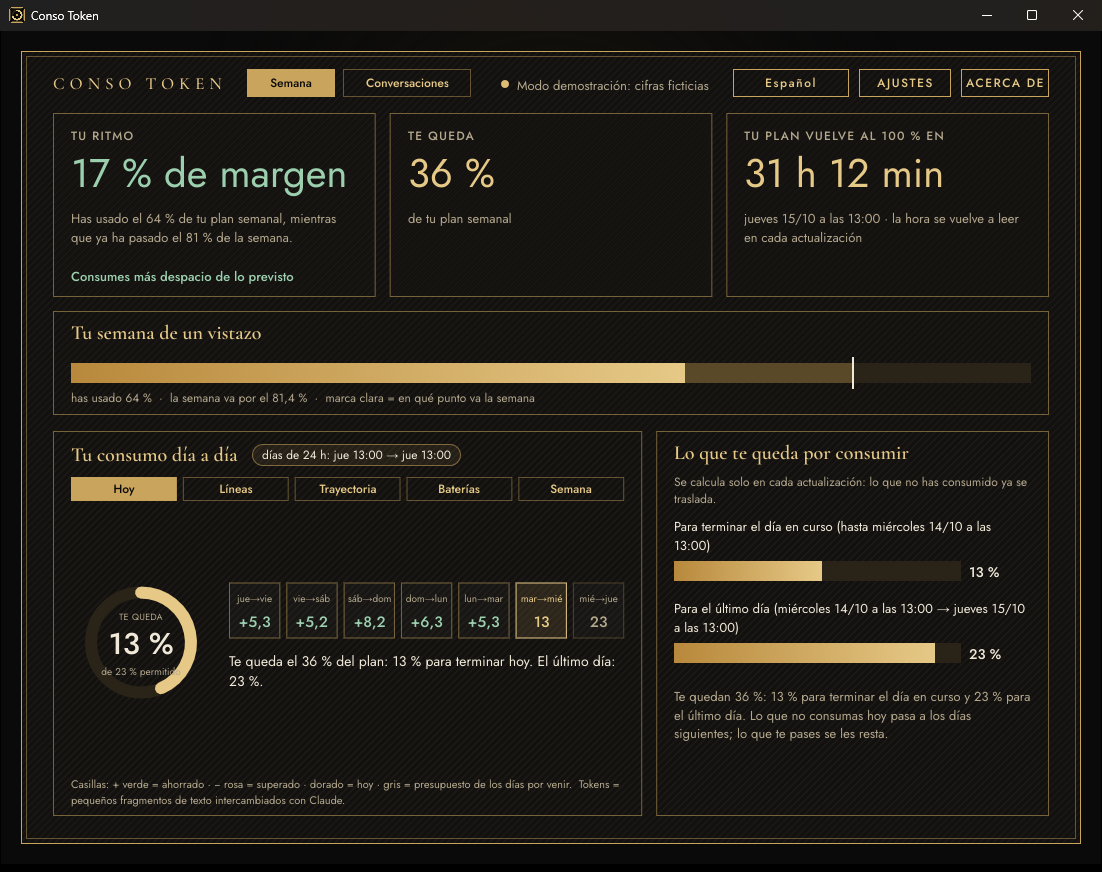 Conso Token
CONSO TOKEN
Semana
Conversaciones
Modo demostración: cifras ficticias
Español
AJUSTES
ACERCA DE
TU RITMO
17 % de margen
Has usado el 64 % de tu plan semanal, mientras
que ya ha pasado el 81 % de la semana.
Consumes más despacio de lo previsto
TE QUEDA
36 %
de tu plan semanal
TU PLAN VUELVE AL 100 % EN
31 h 12 min
jueves 15/10 a las 13:00 · la hora se vuelve a leer
en cada actualización
Tu semana de un vistazo
has usado 64 % · la semana va por el 81,4 % · marca clara = en qué punto va la semana
Tu consumo día a día
días de 24 h: jue 13:00 → jue 13:00
Hoy
Líneas
Trayectoria
Baterías
Semana
TE QUEDA
13 %
de 23 % permitido
jue→vie
+5,3
vie→sáb
+5,2
sáb→dom
+8,2
dom→lun
+6,3
lun→mar
+5,3
mar→mié
13
mié→jue
23
Te queda el 36 % del plan: 13 % para terminar hoy. El último día:
23 %.
Casillas: + verde = ahorrado · − rosa = superado · dorado = hoy · gris = presupuesto de los días por venir. Tokens =
pequeños fragmentos de texto intercambiados con Claude.
Lo que te queda por consumir
Se calcula solo en cada actualización: lo que no has consumido ya se
traslada.
Para terminar el día en curso (hasta miércoles 14/10 a las
13:00)
13 %
Para el último día (miércoles 14/10 a las 13:00 → jueves 15/10
a las 13:00)
23 %
Te quedan 36 %: 13 % para terminar el día en curso y 23 % para
el último día. Lo que no consumas hoy pasa a los días
siguientes; lo que te pases se les resta.